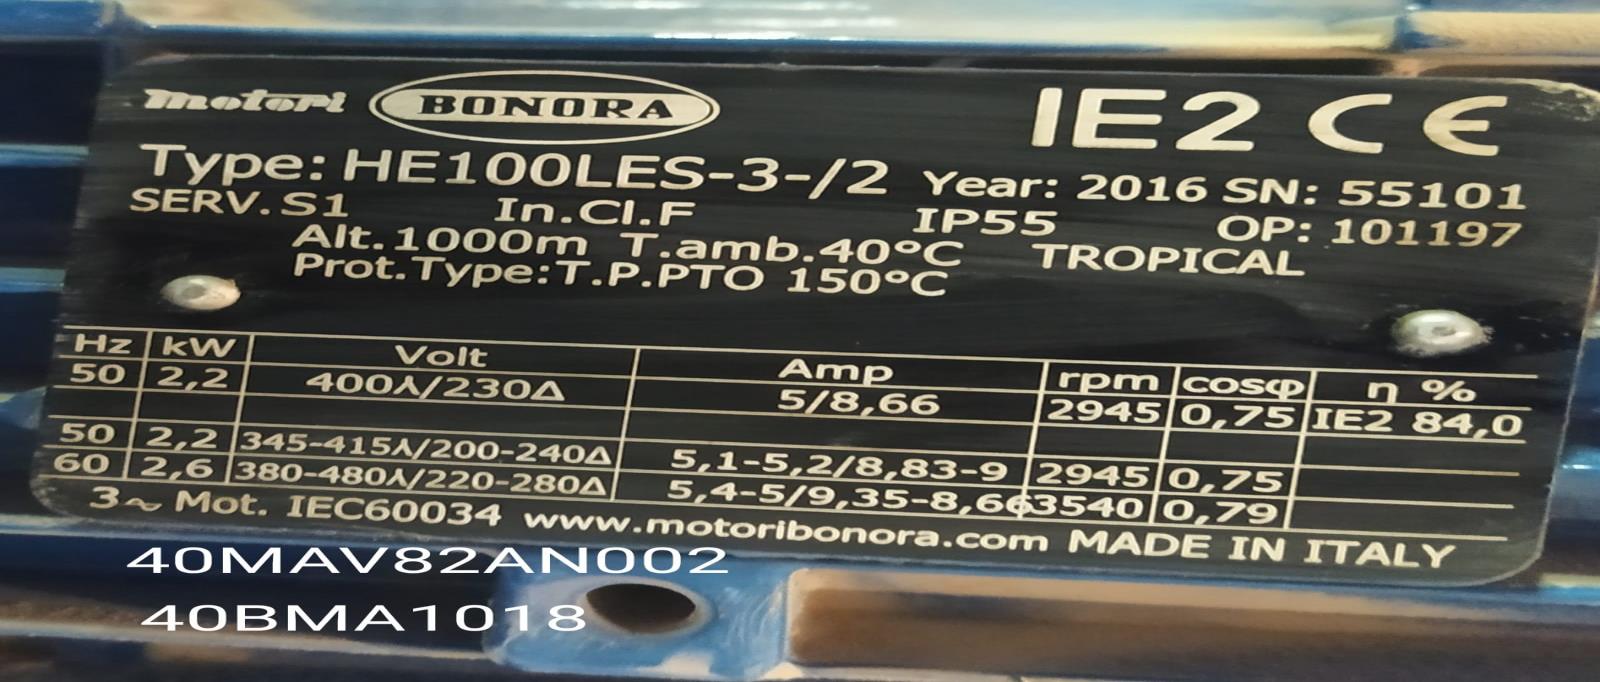 motori BONORA IE2 CE
Type: HE100LES-3-/2 Year: 2016 SN: 55101
SERV. S1 In.Cl.F IP55 OP: 101197
Alt.1000m T.amb.40°C TROPICAL
Prot.Type:T.P.PTO 150°C
Hz kW Volt Amp rpm cosφ η %
50 2,2 400⅄/230Δ 5/8,66 2945 0,75 IE2 84,0
50 2,2 345-415⅄/200-240Δ 5,1-5,2/8,83-9 2945 0,75
60 2,6 380-480⅄/220-280Δ 5,4-5/9,35-8,66 3540 0,79
3~ Mot. IEC60034 www.motoribonora.com MADE IN ITALY
40MAV82AN002
40BMA1018